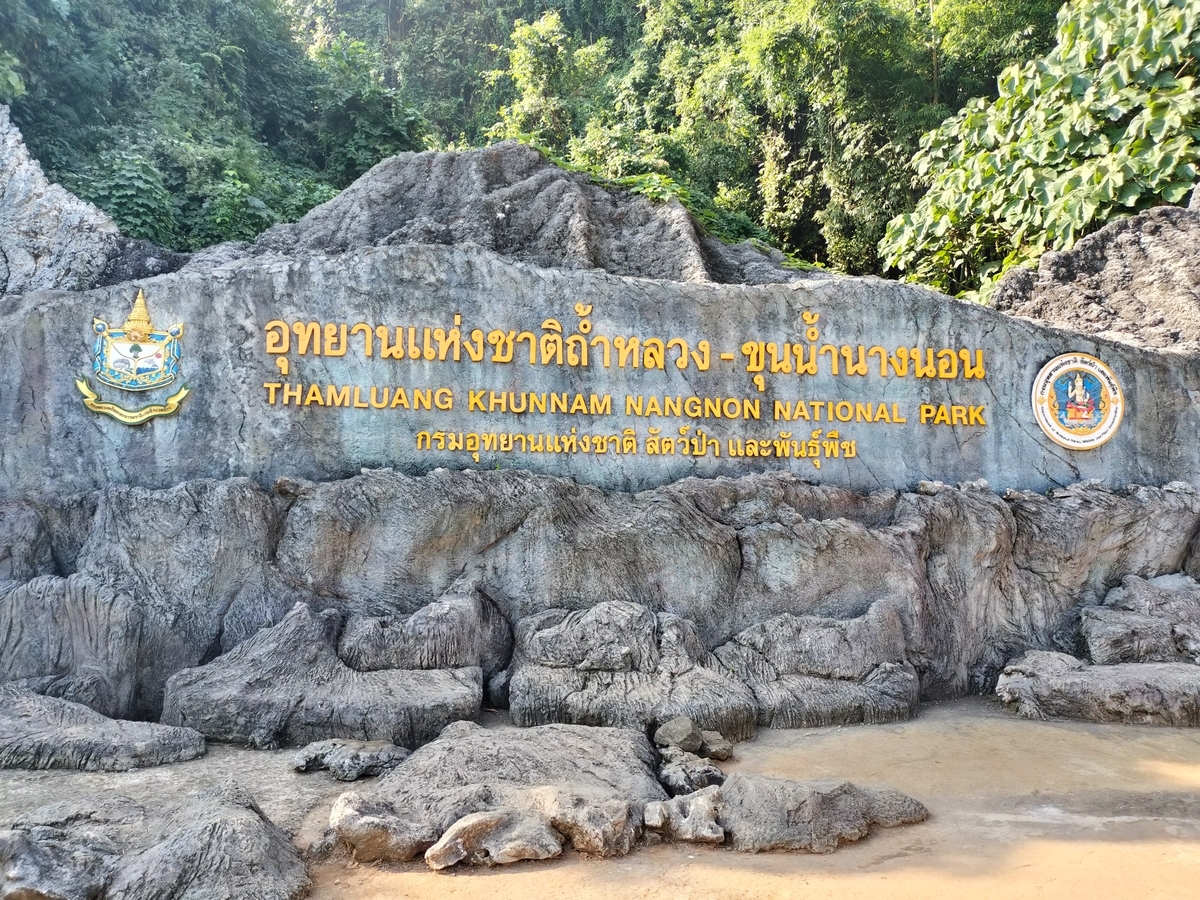 อุทยานแห่งชาติถ้ำหลวง - ขุนน้ำนางนอน
THAMLUANG KHUNNAM NANGNON NATIONAL PARK
กรมอุทยานแห่งชาติ สัตว์ป่า และพันธุ์พืช